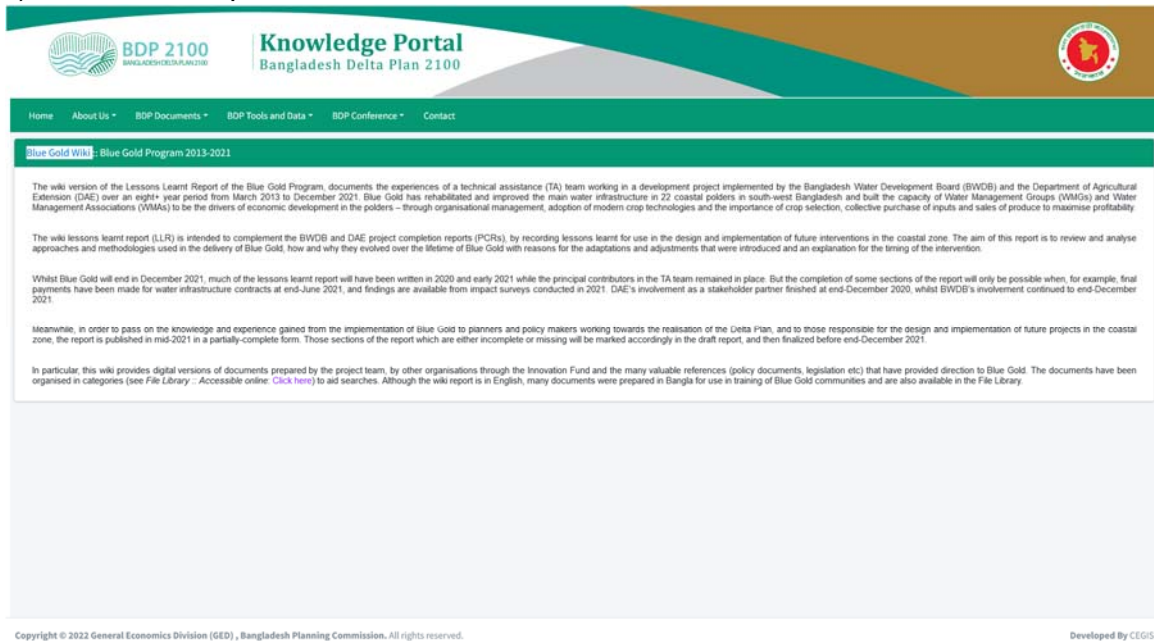 BDP 2100
BANGLADESH DELTA PLAN 2100
Knowledge Portal
Bangladesh Delta Plan 2100
Home About Us BDP Documents BDP Tools and Data BDP Conference Contact
Blue Gold Wiki :: Blue Gold Program 2013-2021
The wiki version of the Lessons Learnt Report of the Blue Gold Program, documents the experiences of a technical assistance (TA) team working in a development project implemented by the Bangladesh Water Development Board (BWDB) and the Department of Agricultural
Extension (DAE) over an eight+ year period from March 2013 to December 2021. Blue Gold has rehabilitated and improved the main water infrastructure in 22 coastal polders in south-west Bangladesh and built the capacity of Water Management Groups (WMGs) and Water
Management Associations (WMAs) to be the drivers of economic development in the polders – through organisational management, adoption of modern crop technologies and the importance of crop selection, collective purchase of inputs and sales of produce to maximise profitability.
The wiki lessons learnt report (LLR) is intended to complement the BWDB and DAE project completion reports (PCRs), by recording lessons learnt for use in the design and implementation of future interventions in the coastal zone. The aim of this report is to review and analyse
approaches and methodologies used in the delivery of Blue Gold, how and why they evolved over the lifetime of Blue Gold with reasons for the adaptations and adjustments that were introduced and an explanation for the timing of the intervention.
Whilst Blue Gold will end in December 2021, much of the lessons learnt report will have been written in 2020 and early 2021 while the principal contributors in the TA team remained in place. But the completion of some sections of the report will only be possible when, for example, final
payments have been made for water infrastructure contracts at end-June 2021, and findings are available from impact surveys conducted in 2021. DAE's involvement as a stakeholder partner finished at end-December 2020, whilst BWDB's involvement continued to end-December
2021.
Meanwhile, in order to pass on the knowledge and experience gained from the implementation of Blue Gold to planners and policy makers working towards the realisation of the Delta Plan, and to those responsible for the design and implementation of future projects in the coastal
zone, the report is published in mid-2021 in a partially-complete form. Those sections of the report which are either incomplete or missing will be marked accordingly in the draft report, and then finalized before end-December 2021.
In particular, this wiki provides digital versions of documents prepared by the project team, by other organisations through the Innovation Fund and the many valuable references (policy documents, legislation etc) that have provided direction to Blue Gold. The documents have been
organised in categories (see File Library :: Accessible online: Click here) to aid searches. Although the wiki report is in English, many documents were prepared in Bangla for use in training of Blue Gold communities and are also available in the File Library.
Copyright © 2022 General Economics Division (GED) , Bangladesh Planning Commission. All rights reserved.
Developed By CEGIS